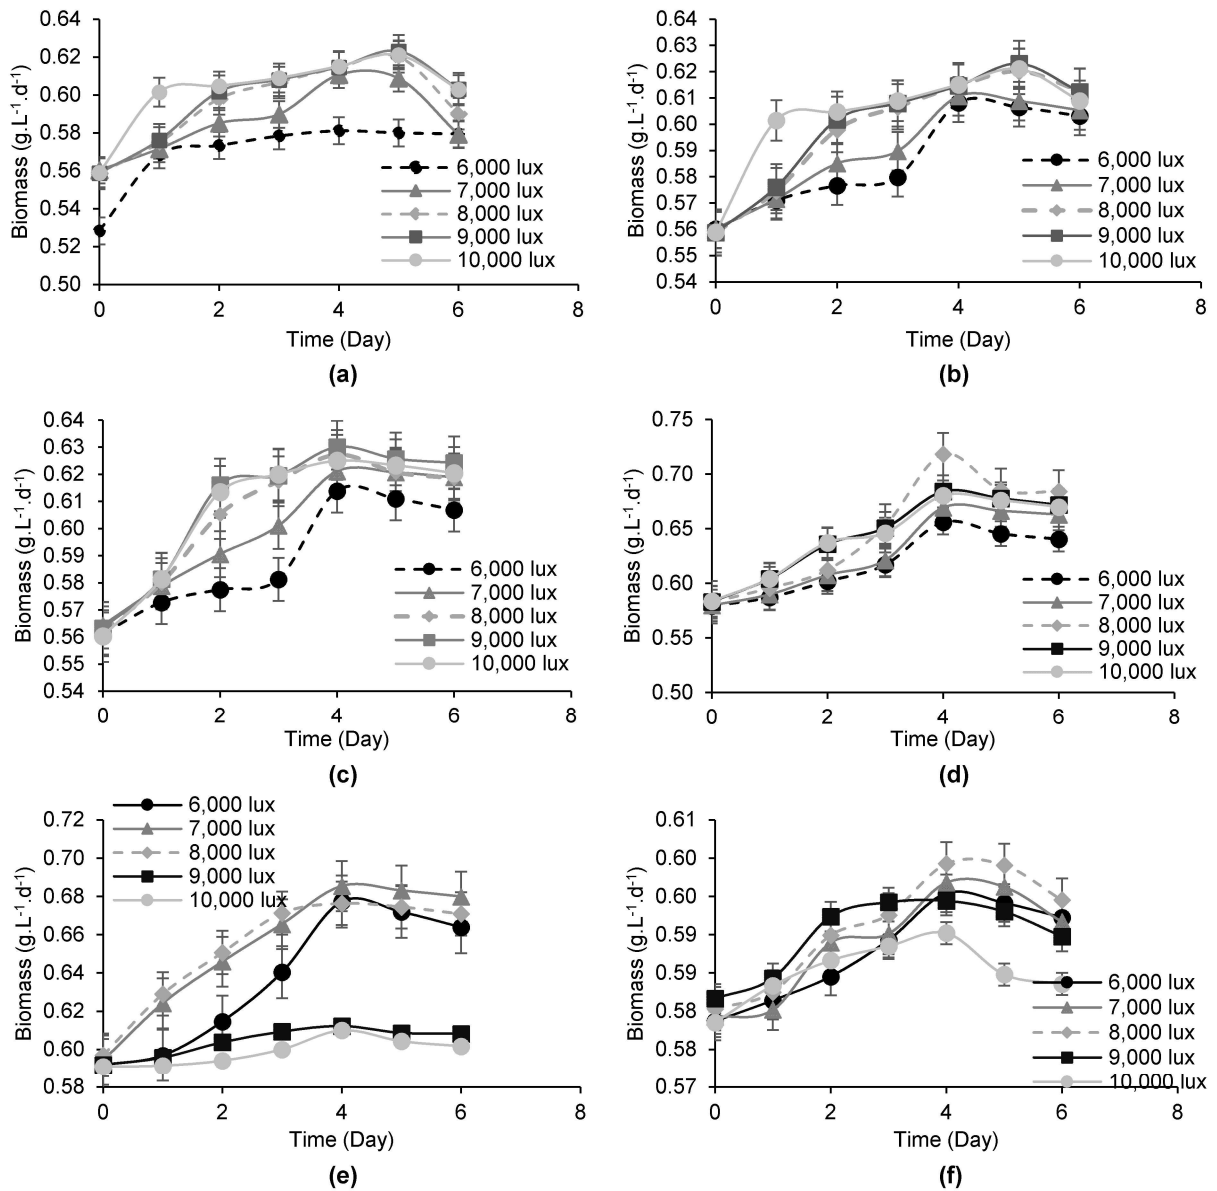 0.64
0.62
0.60
0.58
0.56
0.54
0.52
0.50
Biomass (g.L⁻¹.d⁻¹)
6,000 lux
7,000 lux
8,000 lux
9,000 lux
10,000 lux
0 2 4 6 8
Time (Day)
(a)
0.64
0.63
0.62
0.61
0.60
0.59
0.58
0.57
0.56
0.55
0.54
Biomass (g.L⁻¹.d⁻¹)
6,000 lux
7,000 lux
8,000 lux
9,000 lux
10,000 lux
0 2 4 6 8
Time (Day)
(b)
0.64
0.63
0.62
0.61
0.60
0.59
0.58
0.57
0.56
0.55
0.54
Biomass (g.L⁻¹.d⁻¹)
6,000 lux
7,000 lux
8,000 lux
9,000 lux
10,000 lux
0 2 4 6 8
Time (Day)
(c)
0.75
0.70
0.65
0.60
0.55
0.50
Biomass (g.L⁻¹.d⁻¹)
6,000 lux
7,000 lux
8,000 lux
9,000 lux
10,000 lux
0 2 4 6 8
Time (Day)
(d)
6,000 lux
7,000 lux
8,000 lux
9,000 lux
10,000 lux
0.72
0.70
0.68
0.66
0.64
0.62
0.60
0.58
Biomass (g.L⁻¹.d⁻¹)
0 2 4 6 8
Time (Day)
(e)
0.61
0.60
0.60
0.59
0.59
0.58
0.58
0.57
Biomass (g.L⁻¹.d⁻¹)
6,000 lux
7,000 lux
8,000 lux
9,000 lux
10,000 lux
0 2 4 6 8
Time (Day)
(f)